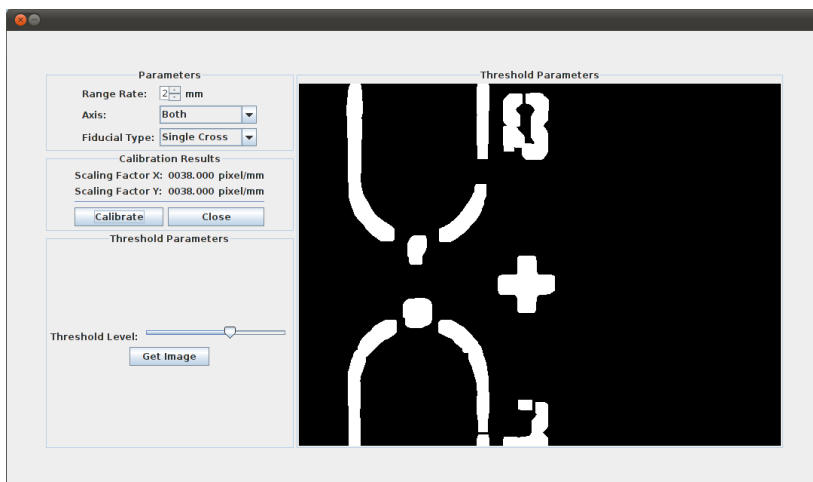 Parameters
Range Rate: 2 mm
Axis: Both
Fiducial Type: Single Cross
Calibration Results
Scaling Factor X: 0038.000 pixel/mm
Scaling Factor Y: 0038.000 pixel/mm
Calibrate Close
Threshold Parameters
Threshold Level:
Get Image
Threshold Parameters